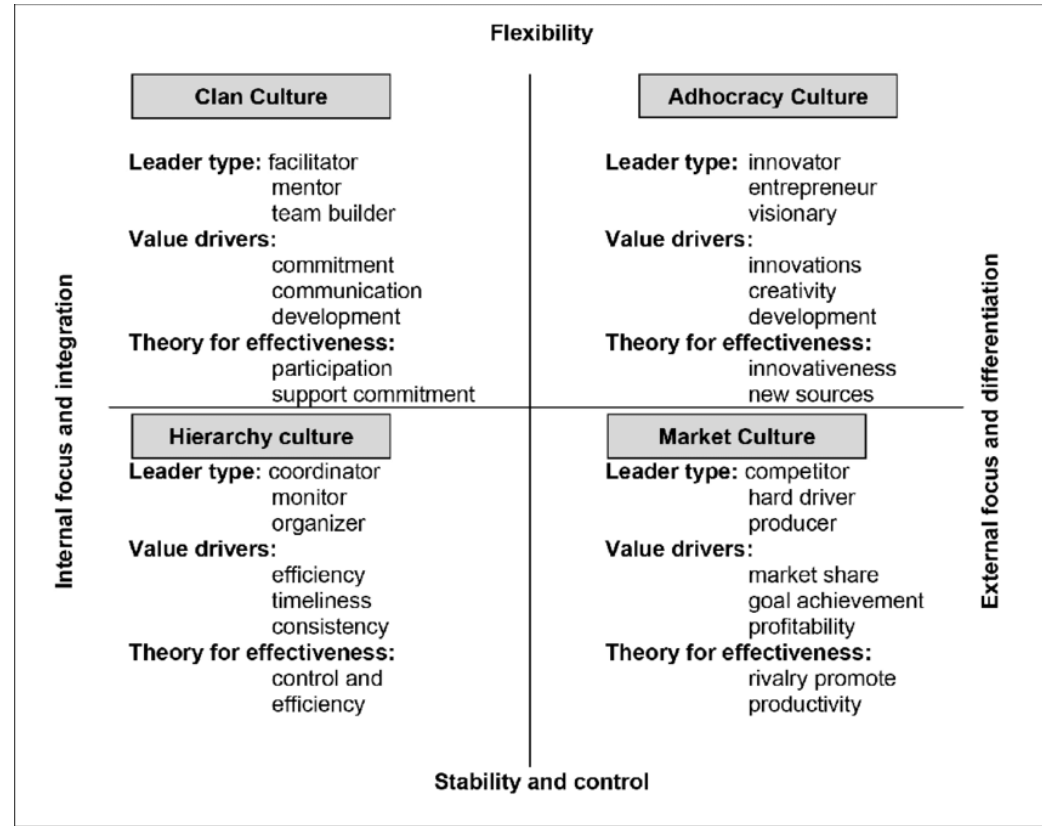 Flexibility
Clan Culture
Leader type: facilitator
mentor
team builder
Value drivers:
commitment
communication
development
Theory for effectiveness:
participation
support commitment
Adhocracy Culture
Leader type: innovator
entrepreneur
visionary
Value drivers:
innovations
creativity
development
Theory for effectiveness:
innovativeness
new sources
Internal focus and integration
External focus and differentiation
Hierarchy culture
Leader type: coordinator
monitor
organizer
Value drivers:
efficiency
timeliness
consistency
Theory for effectiveness:
control and
efficiency
Market Culture
Leader type: competitor
hard driver
producer
Value drivers:
market share
goal achievement
profitability
Theory for effectiveness:
rivalry promote
productivity
Stability and control